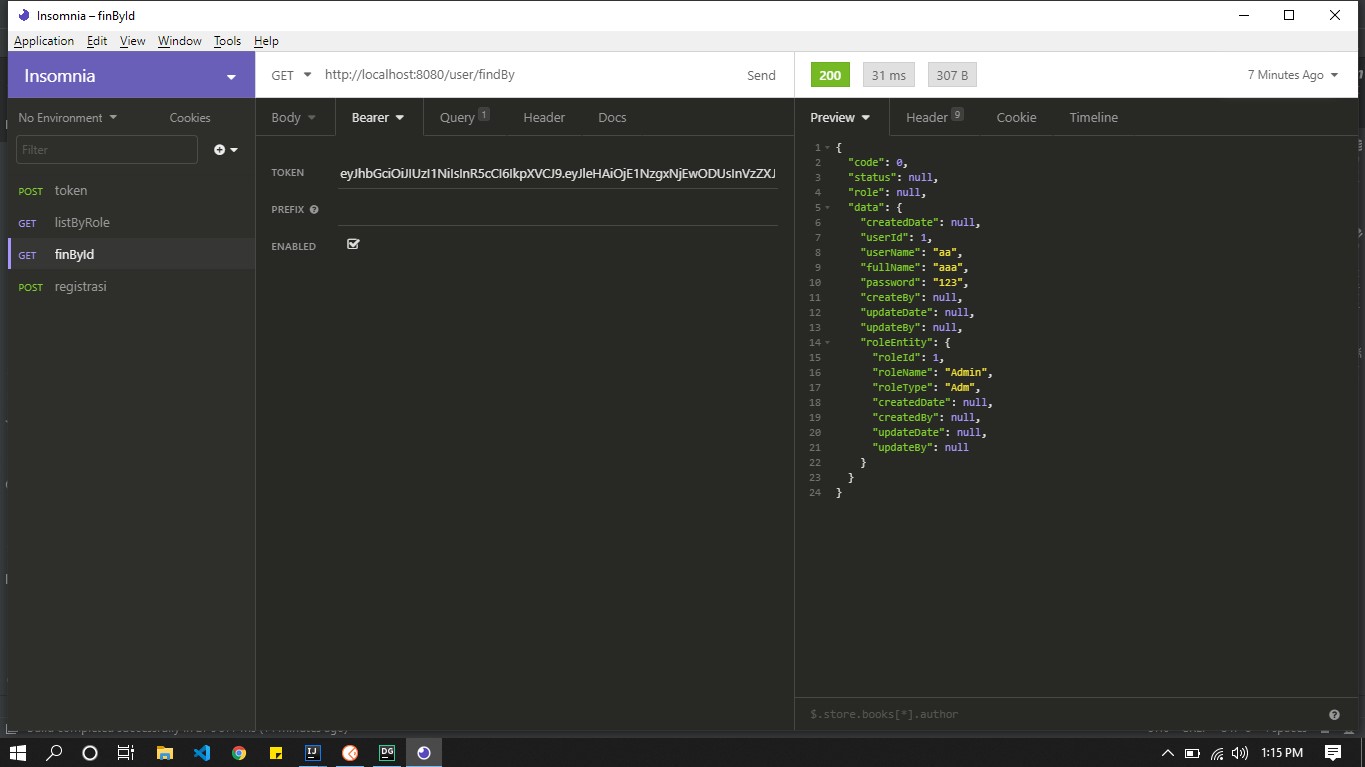 Insomnia – finById
Application Edit View Window Tools Help
Insomnia
GET http://localhost:8080/user/findBy Send
200 31 ms 307 B 7 Minutes Ago
No Environment Cookies
Filter
POST token
GET listByRole
GET finById
POST registrasi
Body Bearer Query 1 Header Docs
TOKEN eyJhbGciOiJIUzI1NiIsInR5cCI6IkpXVCJ9.eyJleHAiOjE1NzgxNjEwODUsInVzZXJ
PREFIX
ENABLED
Preview Header 9 Cookie Timeline
1 {
2 "code": 0,
3 "status": null,
4 "role": null,
5 "data": {
6 "createdDate": null,
7 "userId": 1,
8 "userName": "aa",
9 "fullName": "aaa",
10 "password": "123",
11 "createBy": null,
12 "updateDate": null,
13 "updateBy": null,
14 "roleEntity": {
15 "roleId": 1,
16 "roleName": "Admin",
17 "roleType": "Adm",
18 "createdDate": null,
19 "createdBy": null,
20 "updateDate": null,
21 "updateBy": null
22 }
23 }
24 }
$.store.books[*].author
IJ DG
1:15 PM